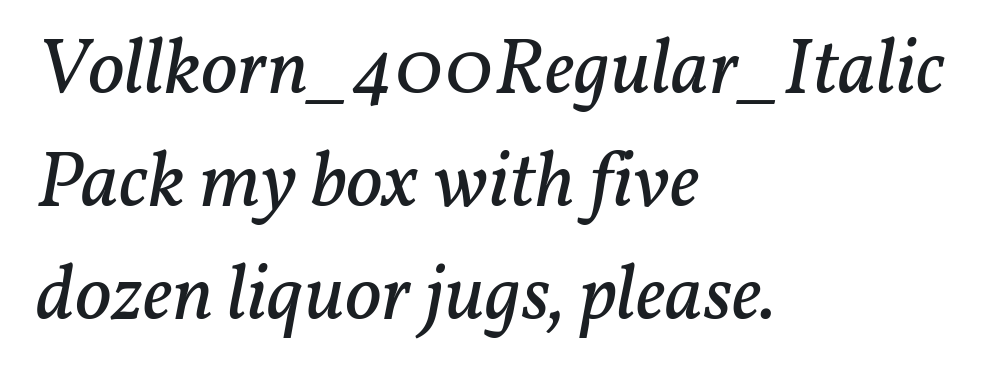 Vollkorn_400Regular_Italic
Pack my box with five
dozen liquor jugs, please.